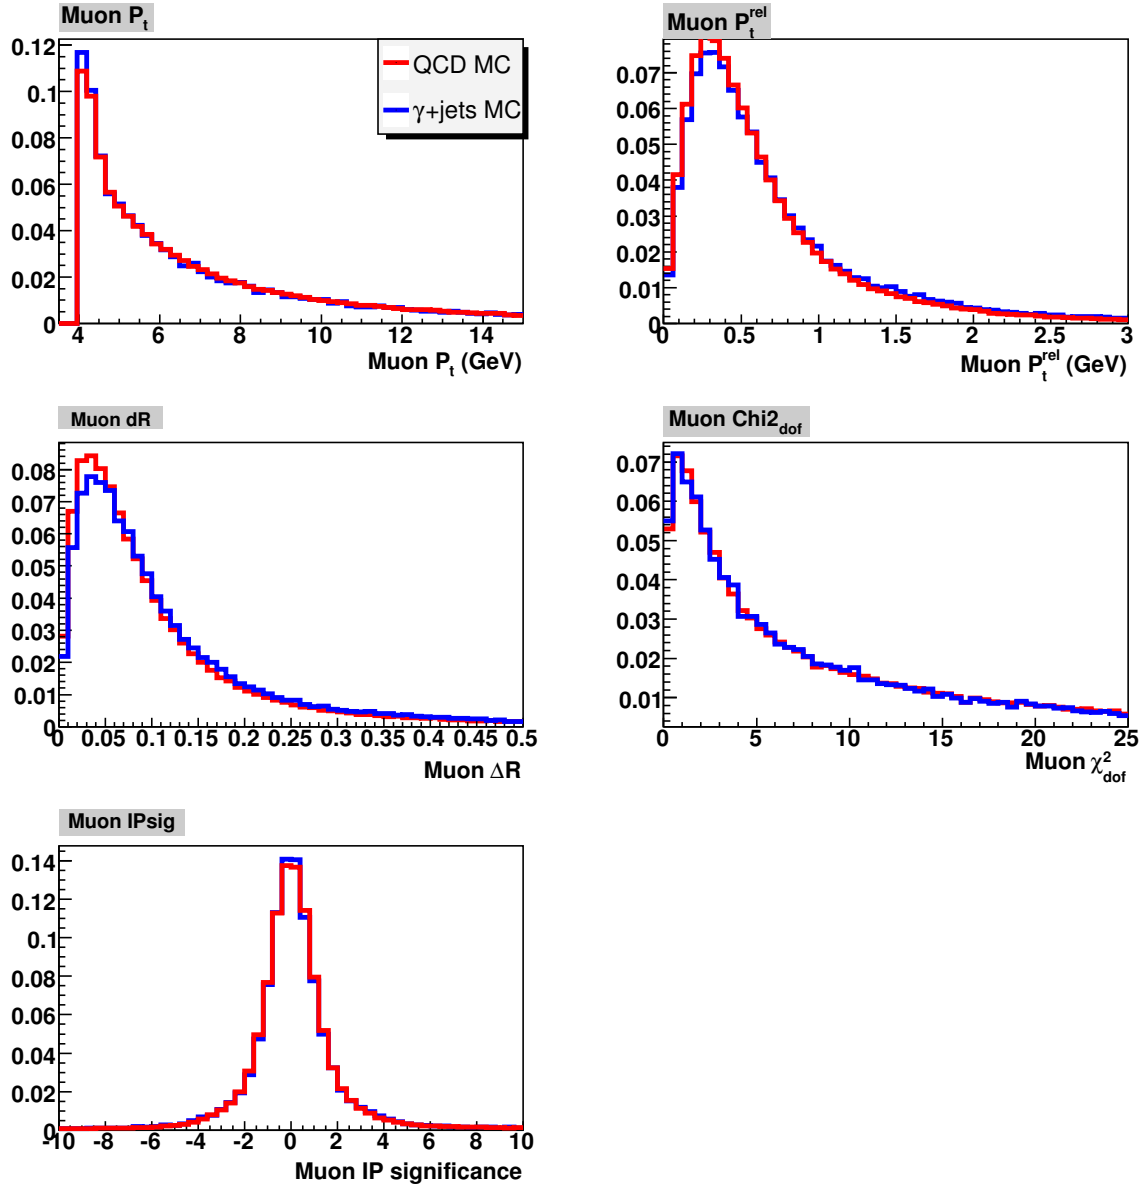 Muon P_t
0.12
0.1
0.08
0.06
0.04
0.02
0
QCD MC
γ+jets MC
4 6 8 10 12 14
Muon P_t (GeV)
Muon P_t^rel
0.07
0.06
0.05
0.04
0.03
0.02
0.01
0
0 0.5 1 1.5 2 2.5 3
Muon P_t^rel (GeV)
Muon dR
0.08
0.07
0.06
0.05
0.04
0.03
0.02
0.01
0
0 0.05 0.1 0.15 0.2 0.25 0.3 0.35 0.4 0.45 0.5
Muon ΔR
Muon Chi2_dof
0.07
0.06
0.05
0.04
0.03
0.02
0.01
0 5 10 15 20 25
Muon χ²_dof
Muon IPsig
0.14
0.12
0.1
0.08
0.06
0.04
0.02
0
-10 -8 -6 -4 -2 0 2 4 6 8 10
Muon IP significance